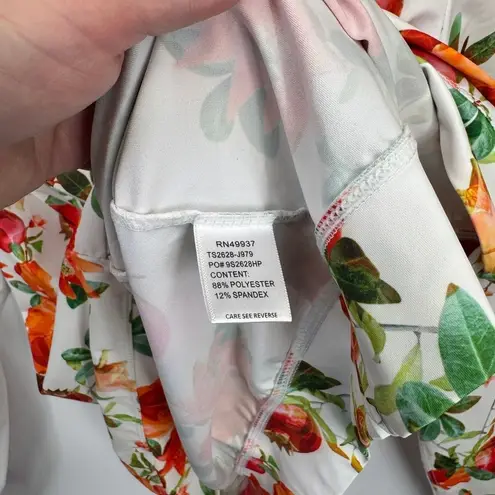 RN49937
TS2628-J979
PO# 9S2628HP
CONTENT:
88% POLYESTER
12% SPANDEX
CARE SEE REVERSE